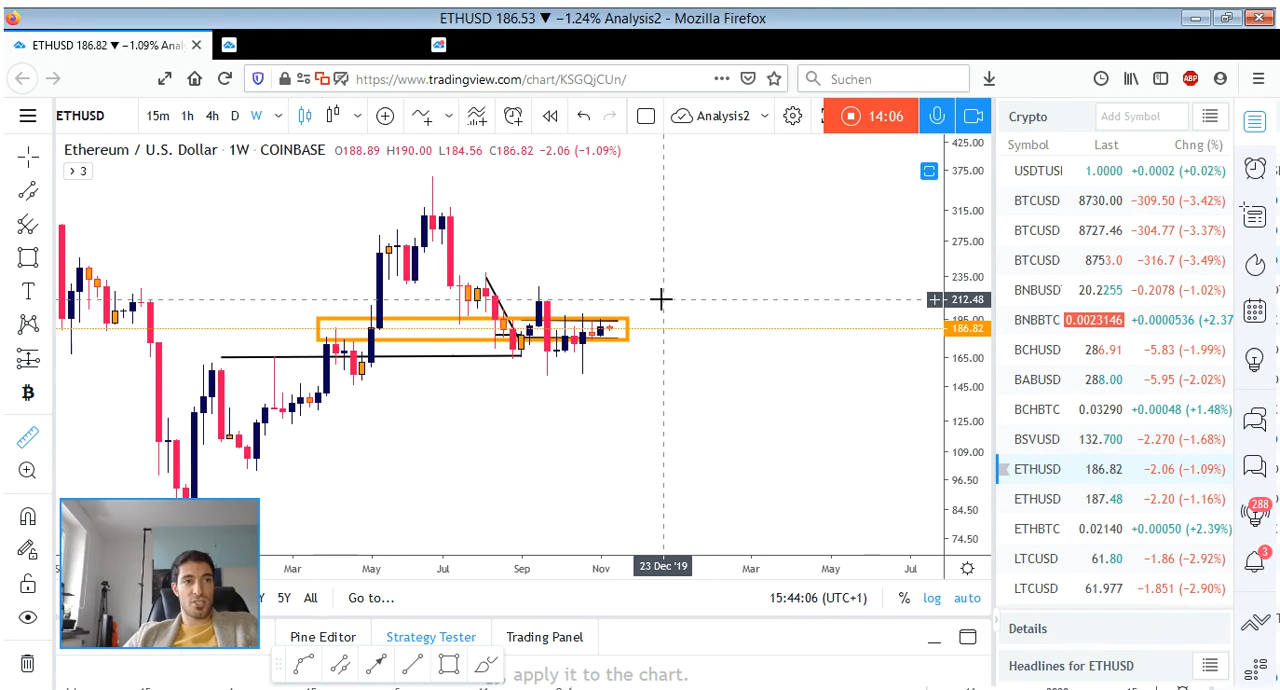 ETHUSD 186.53 ▼ −1.24% Analysis2 - Mozilla Firefox
ETHUSD 186.82 ▼ −1.09% Anal
https://www.tradingview.com/chart/KSGQjCUn/
Suchen
ABP
ETHUSD 15m 1h 4h D W Analysis2 14:06
Crypto Add Symbol
Ethereum / U.S. Dollar · 1W · COINBASE O188.89 H190.00 L184.56 C186.82 −2.06 (−1.09%)
3
Symbol Last Chng (%)
USDTUSI 1.0000 +0.0002 (+0.02%)
BTCUSD 8730.00 −309.50 (−3.42%)
BTCUSD 8727.46 −304.77 (−3.37%)
BTCUSD 8753.0 −316.7 (−3.49%)
BNBUSD 20.2255 −0.2078 (−1.02%)
BNBBTC 0.0023146 +0.0000536 (+2.37
BCHUSD 286.91 −5.83 (−1.99%)
BABUSD 288.00 −5.95 (−2.02%)
BCHBTC 0.03290 +0.00048 (+1.48%)
BSVUSD 132.700 −2.270 (−1.68%)
ETHUSD 186.82 −2.06 (−1.09%)
ETHUSD 187.48 −2.20 (−1.16%)
ETHBTC 0.02140 +0.00050 (+2.39%)
LTCUSD 61.80 −1.86 (−2.92%)
LTCUSD 61.977 −1.851 (−2.90%)
Details
Headlines for ETHUSD
288
3
425.00
375.00
315.00
275.00
235.00
212.48
195.00
186.82
165.00
145.00
125.00
109.00
96.50
84.50
74.50
Mar May Jul Sep Nov 23 Dec '19 Mar May Jul
Y 5Y All Go to... 15:44:06 (UTC+1) % log auto
Pine Editor Strategy Tester Trading Panel
apply it to the chart.